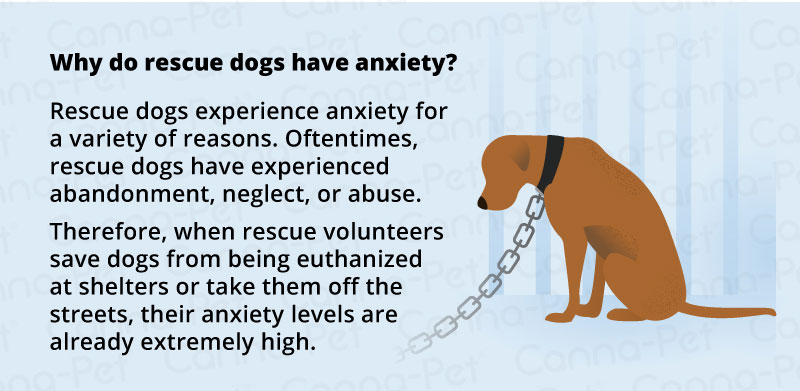 Why do rescue dogs have anxiety?
Rescue dogs experience anxiety for
a variety of reasons. Oftentimes,
rescue dogs have experienced
abandonment, neglect, or abuse.
Therefore, when rescue volunteers
save dogs from being euthanized
at shelters or take them off the
streets, their anxiety levels are
already extremely high.
Canna-Pet®